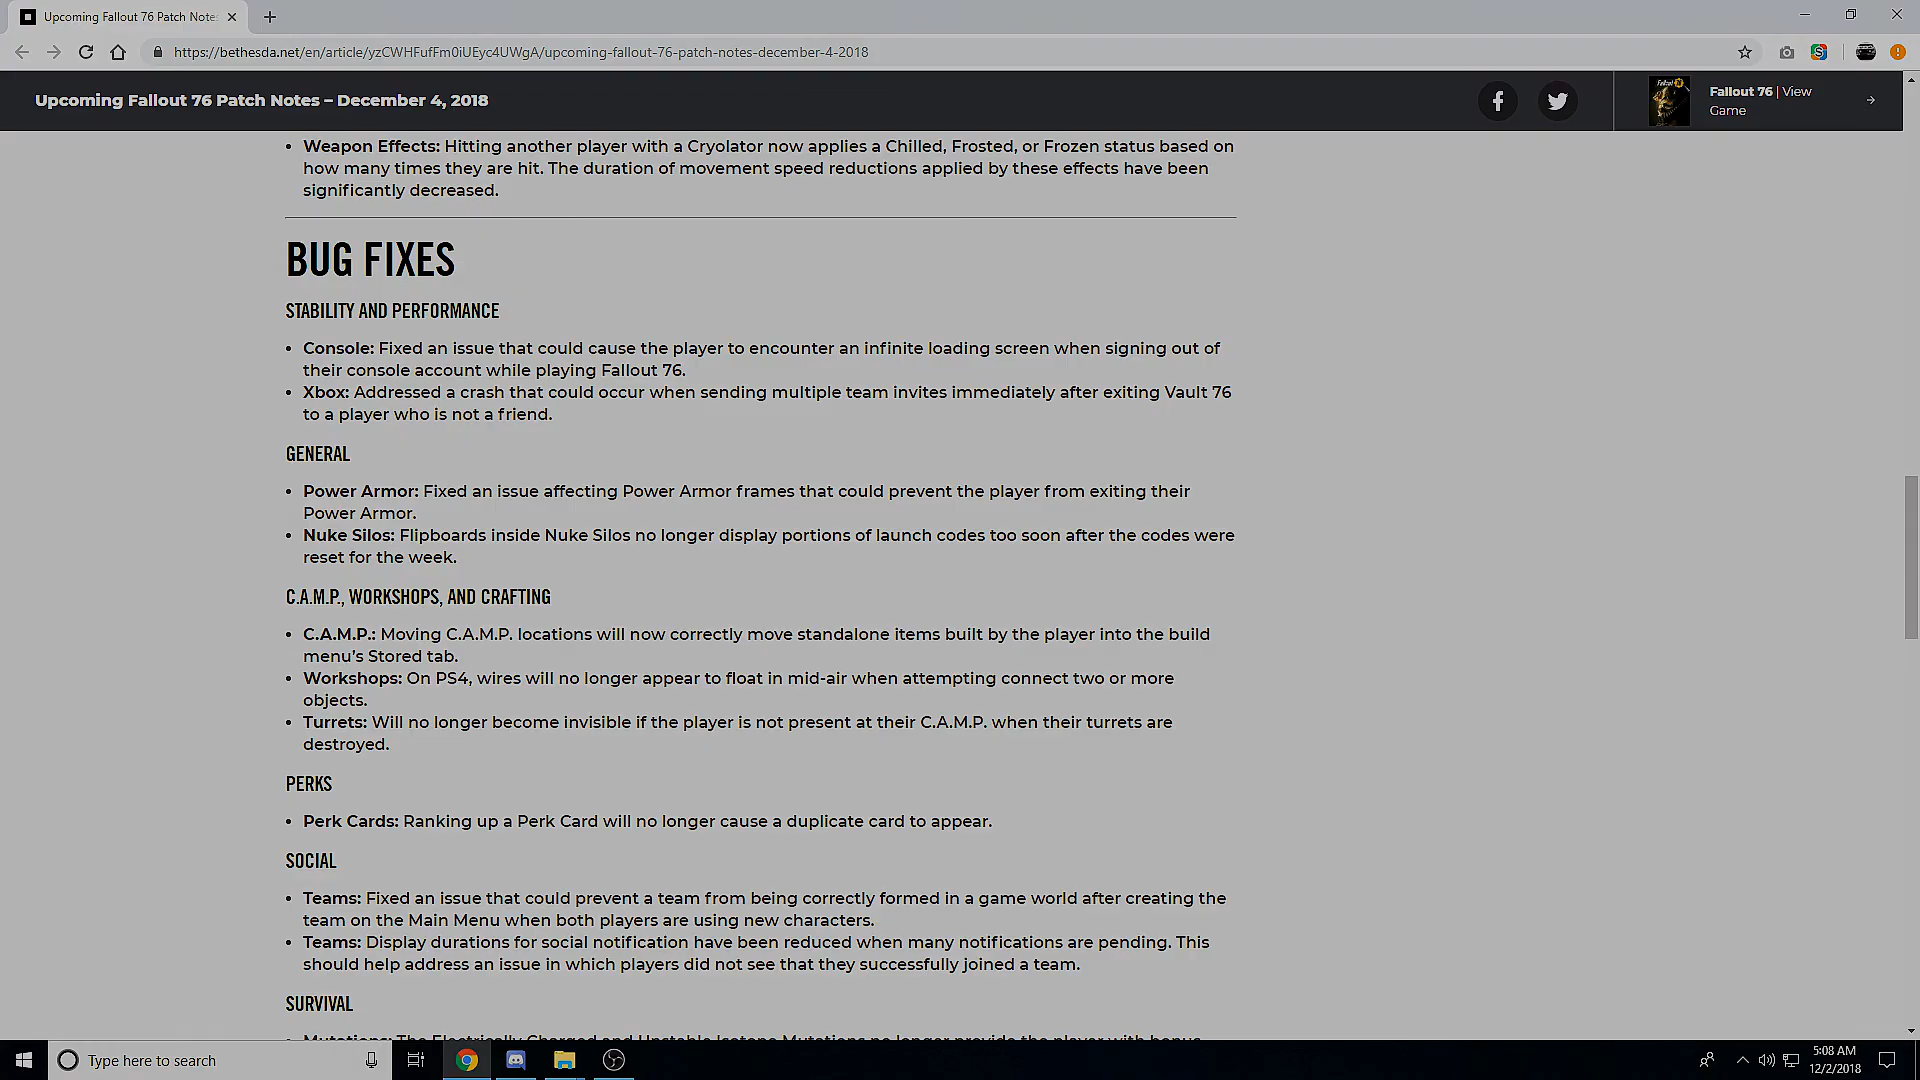 Upcoming Fallout 76 Patch Note
https://bethesda.net/en/article/yzCWHFufFm0iUEyc4UWgA/upcoming-fallout-76-patch-notes-december-4-2018
Upcoming Fallout 76 Patch Notes – December 4, 2018
Fallout 76 | View
Game
• Weapon Effects: Hitting another player with a Cryolator now applies a Chilled, Frosted, or Frozen status based on
how many times they are hit. The duration of movement speed reductions applied by these effects have been
significantly decreased.
BUG FIXES
STABILITY AND PERFORMANCE
• Console: Fixed an issue that could cause the player to encounter an infinite loading screen when signing out of
their console account while playing Fallout 76.
• Xbox: Addressed a crash that could occur when sending multiple team invites immediately after exiting Vault 76
to a player who is not a friend.
GENERAL
• Power Armor: Fixed an issue affecting Power Armor frames that could prevent the player from exiting their
Power Armor.
• Nuke Silos: Flipboards inside Nuke Silos no longer display portions of launch codes too soon after the codes were
reset for the week.
C.A.M.P., WORKSHOPS, AND CRAFTING
• C.A.M.P.: Moving C.A.M.P. locations will now correctly move standalone items built by the player into the build
menu’s Stored tab.
• Workshops: On PS4, wires will no longer appear to float in mid-air when attempting connect two or more
objects.
• Turrets: Will no longer become invisible if the player is not present at their C.A.M.P. when their turrets are
destroyed.
PERKS
• Perk Cards: Ranking up a Perk Card will no longer cause a duplicate card to appear.
SOCIAL
• Teams: Fixed an issue that could prevent a team from being correctly formed in a game world after creating the
team on the Main Menu when both players are using new characters.
• Teams: Display durations for social notification have been reduced when many notifications are pending. This
should help address an issue in which players did not see that they successfully joined a team.
SURVIVAL
• Mutations: The Electrically Charged and Unstable Isotope Mutations no longer provide the player with bonus
Type here to search
5:08 AM
12/2/2018